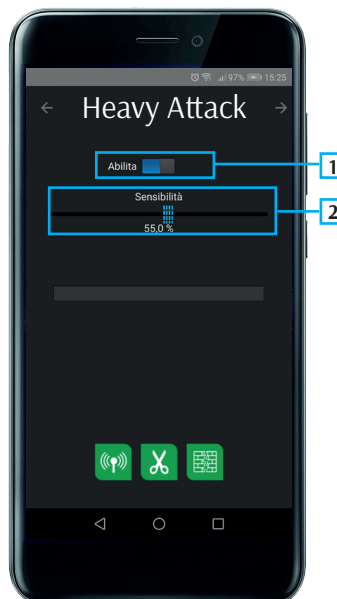 97% 15:25
Heavy Attack
Abilita
1
Sensibilità
2
55,0 %